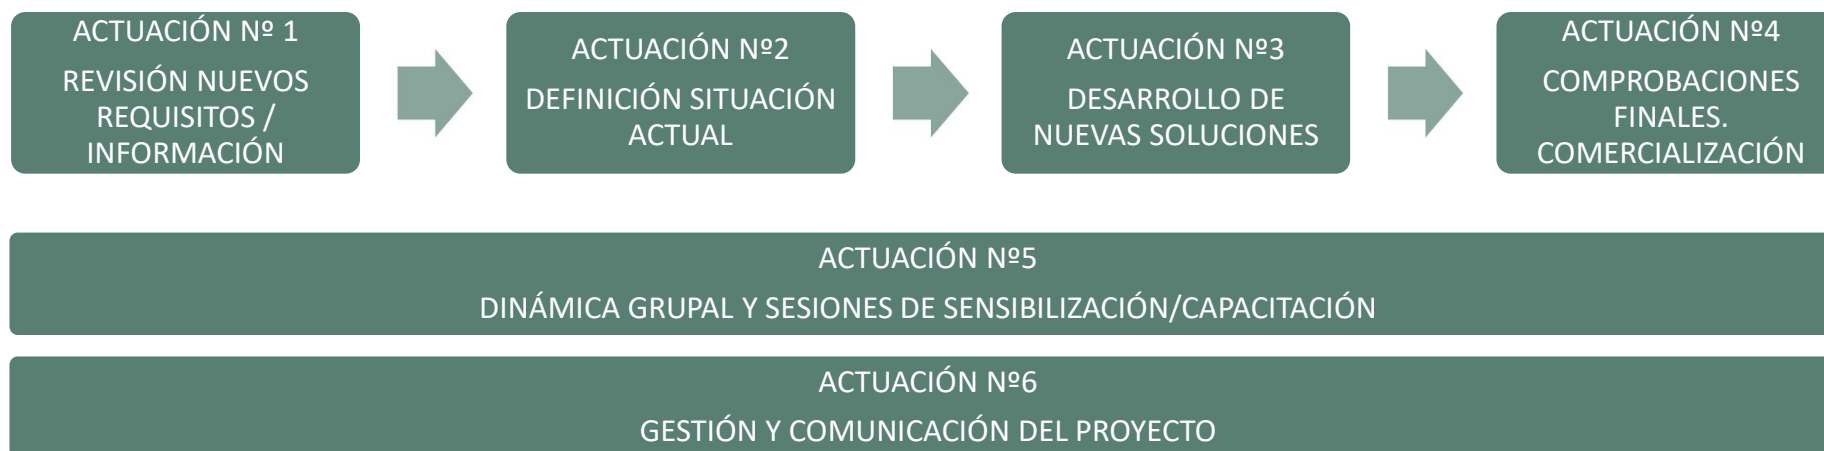 ACTUACIÓN Nº 1
REVISIÓN NUEVOS
REQUISITOS /
INFORMACIÓN
ACTUACIÓN Nº2
DEFINICIÓN SITUACIÓN
ACTUAL
ACTUACIÓN Nº3
DESARROLLO DE
NUEVAS SOLUCIONES
ACTUACIÓN Nº4
COMPROBACIONES
FINALES.
COMERCIALIZACIÓN
ACTUACIÓN Nº5
DINÁMICA GRUPAL Y SESIONES DE SENSIBILIZACIÓN/CAPACITACIÓN
ACTUACIÓN Nº6
GESTIÓN Y COMUNICACIÓN DEL PROYECTO